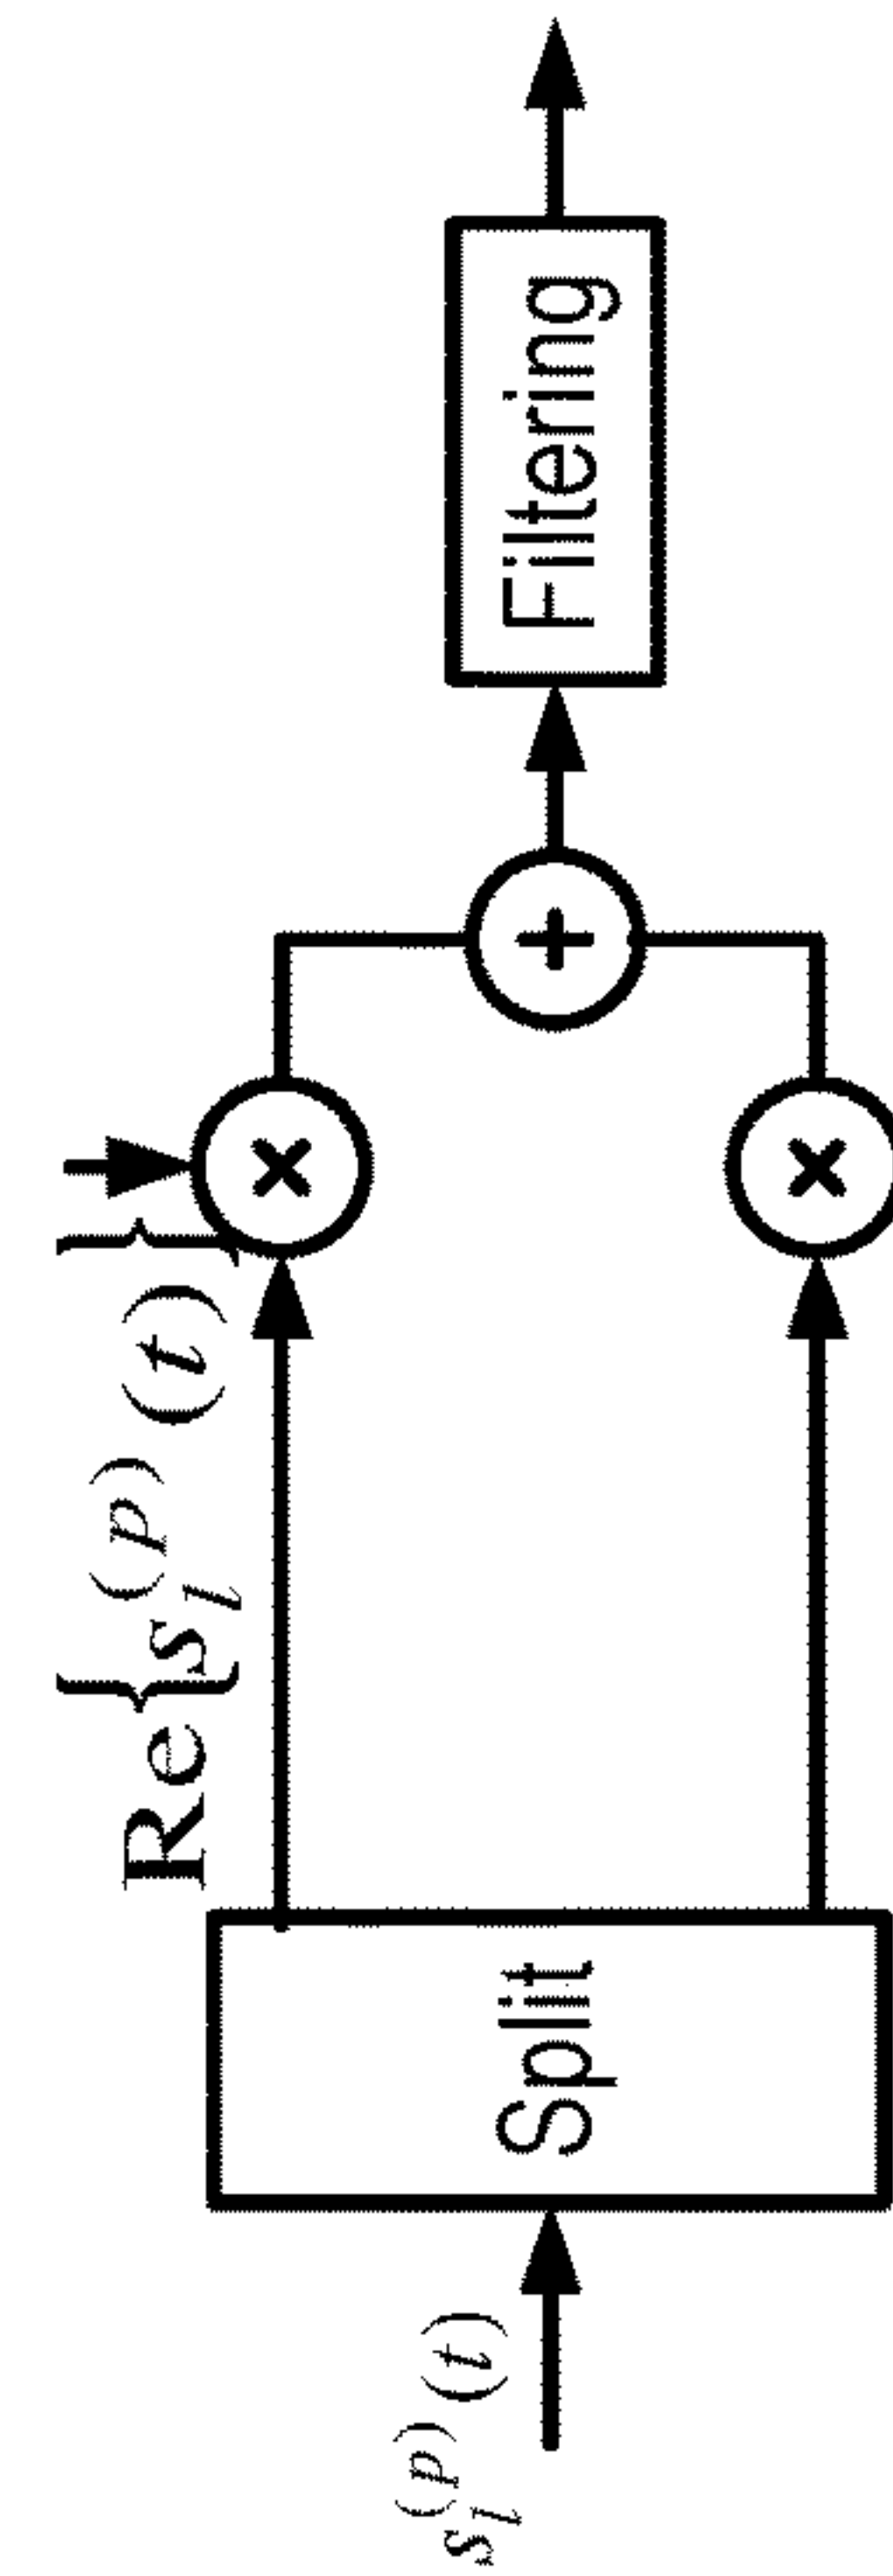 s_l^{(p)}(t)
Split
Re{s_l^{(p)}(t)}
×
×
+
Filtering